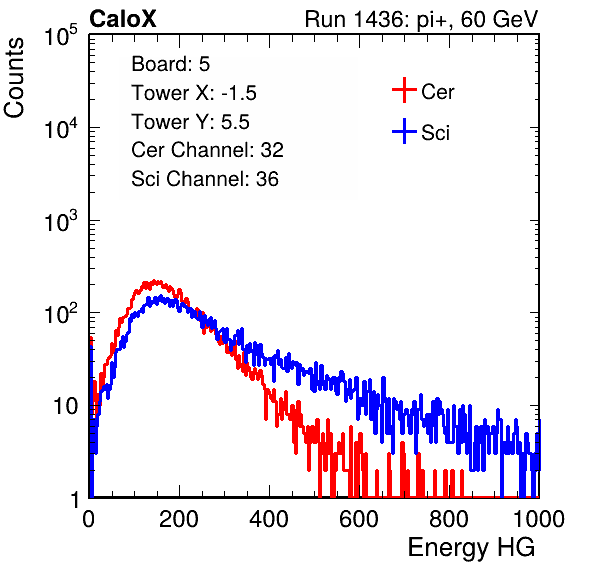 CaloX Run 1436: pi+, 60 GeV
Counts
10^5
10^4
10^3
10^2
10
1
Board: 5
Tower X: -1.5
Tower Y: 5.5
Cer Channel: 32
Sci Channel: 36
Cer
Sci
0 200 400 600 800 1000
Energy HG